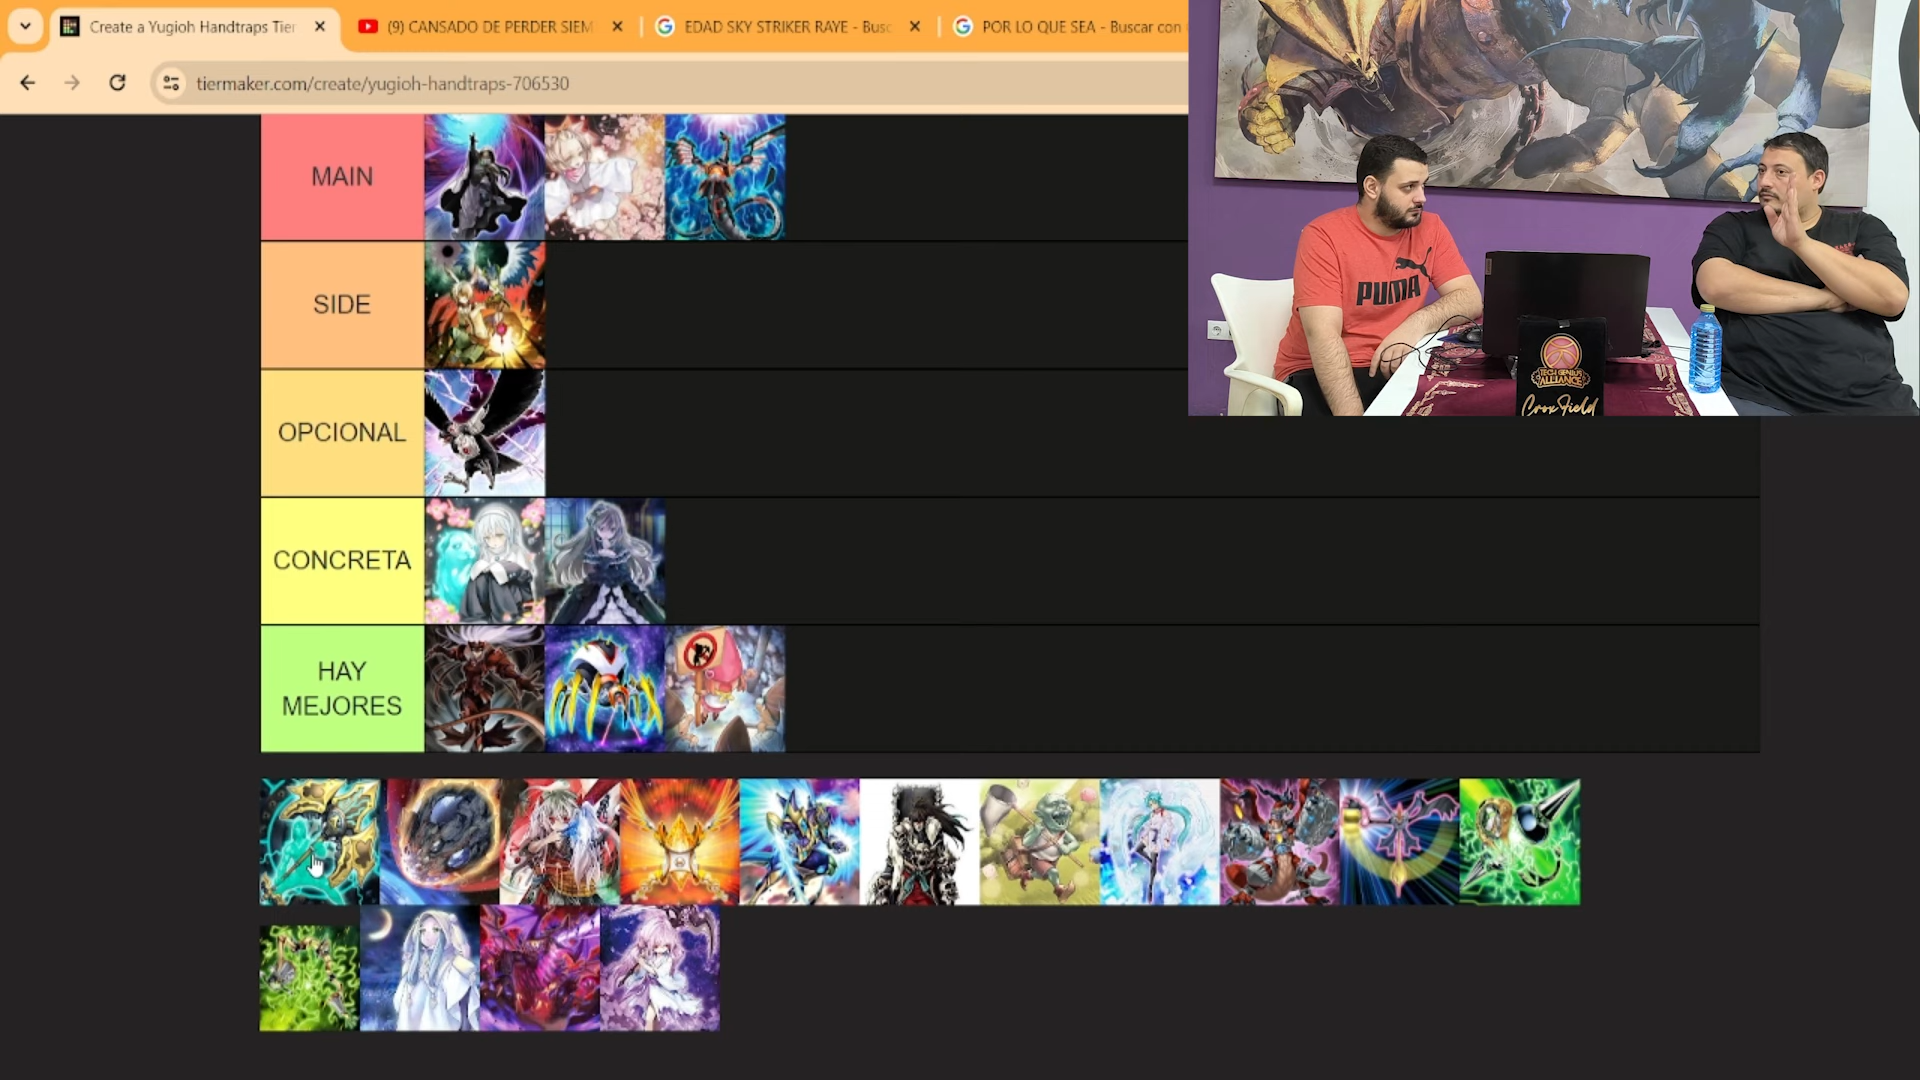 Create a Yugioh Handtraps Tier
(9) CANSADO DE PERDER SIEM
EDAD SKY STRIKER RAYE - Busc
POR LO QUE SEA - Buscar con
tiermaker.com/create/yugioh-handtraps-706530
MAIN
SIDE
OPCIONAL
CONCRETA
HAY
MEJORES
PUMA
TECH GENIUS
ALLIANCE
CroxField